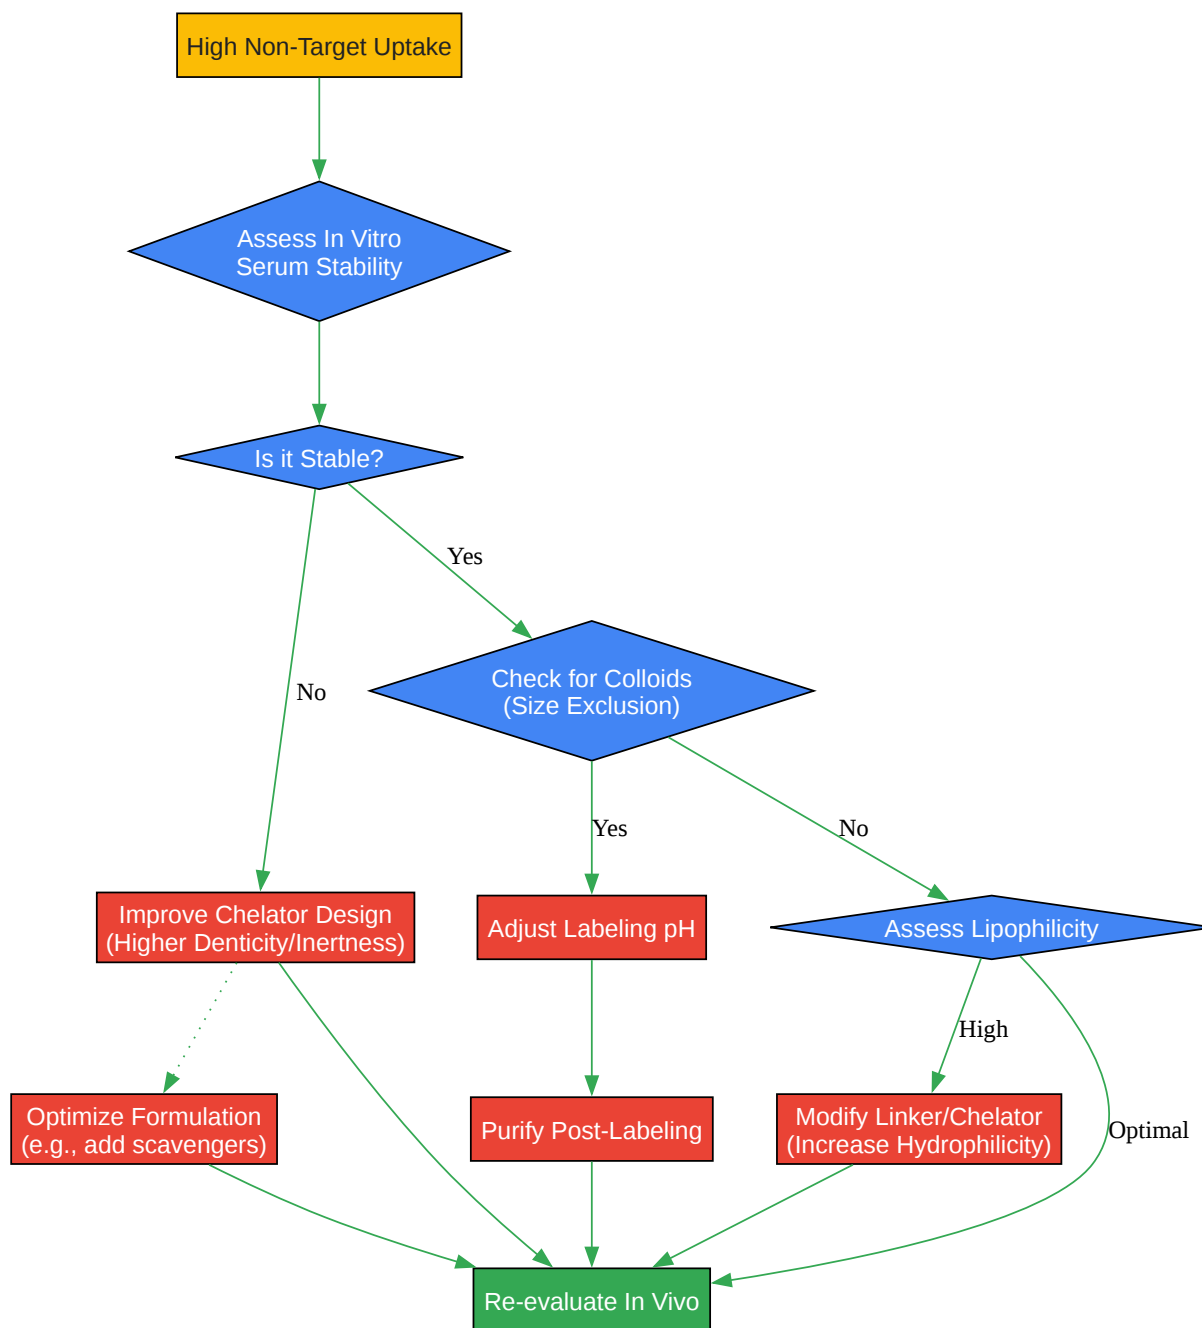 High Non-Target Uptake
Assess In Vitro
Serum Stability
Is it Stable?
Yes
No
Check for Colloids
(Size Exclusion)
Yes
No
Improve Chelator Design
(Higher Denticity/Inertness)
Adjust Labeling pH
Assess Lipophilicity
High
Optimal
Optimize Formulation
(e.g., add scavengers)
Purify Post-Labeling
Modify Linker/Chelator
(Increase Hydrophilicity)
Re-evaluate In Vivo